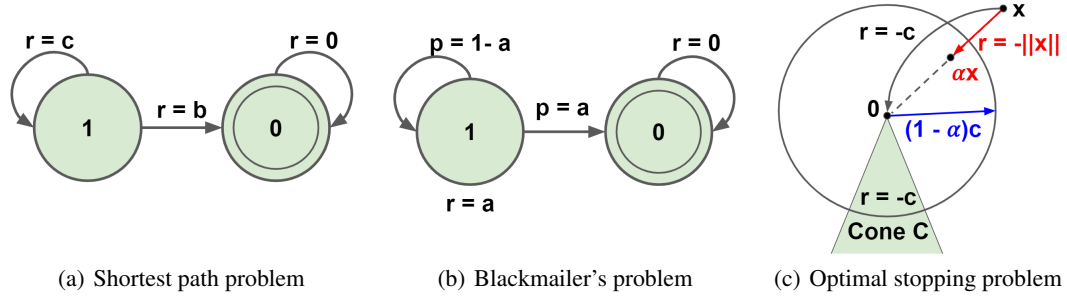 r = c
r = 0
1
r = b
0
(a) Shortest path problem
p = 1- a
r = 0
p = a
1
0
r = a
(b) Blackmailer's problem
x
r = -c
r = -||x||
αx
0
(1 - α)c
r = -c
Cone C
(c) Optimal stopping problem